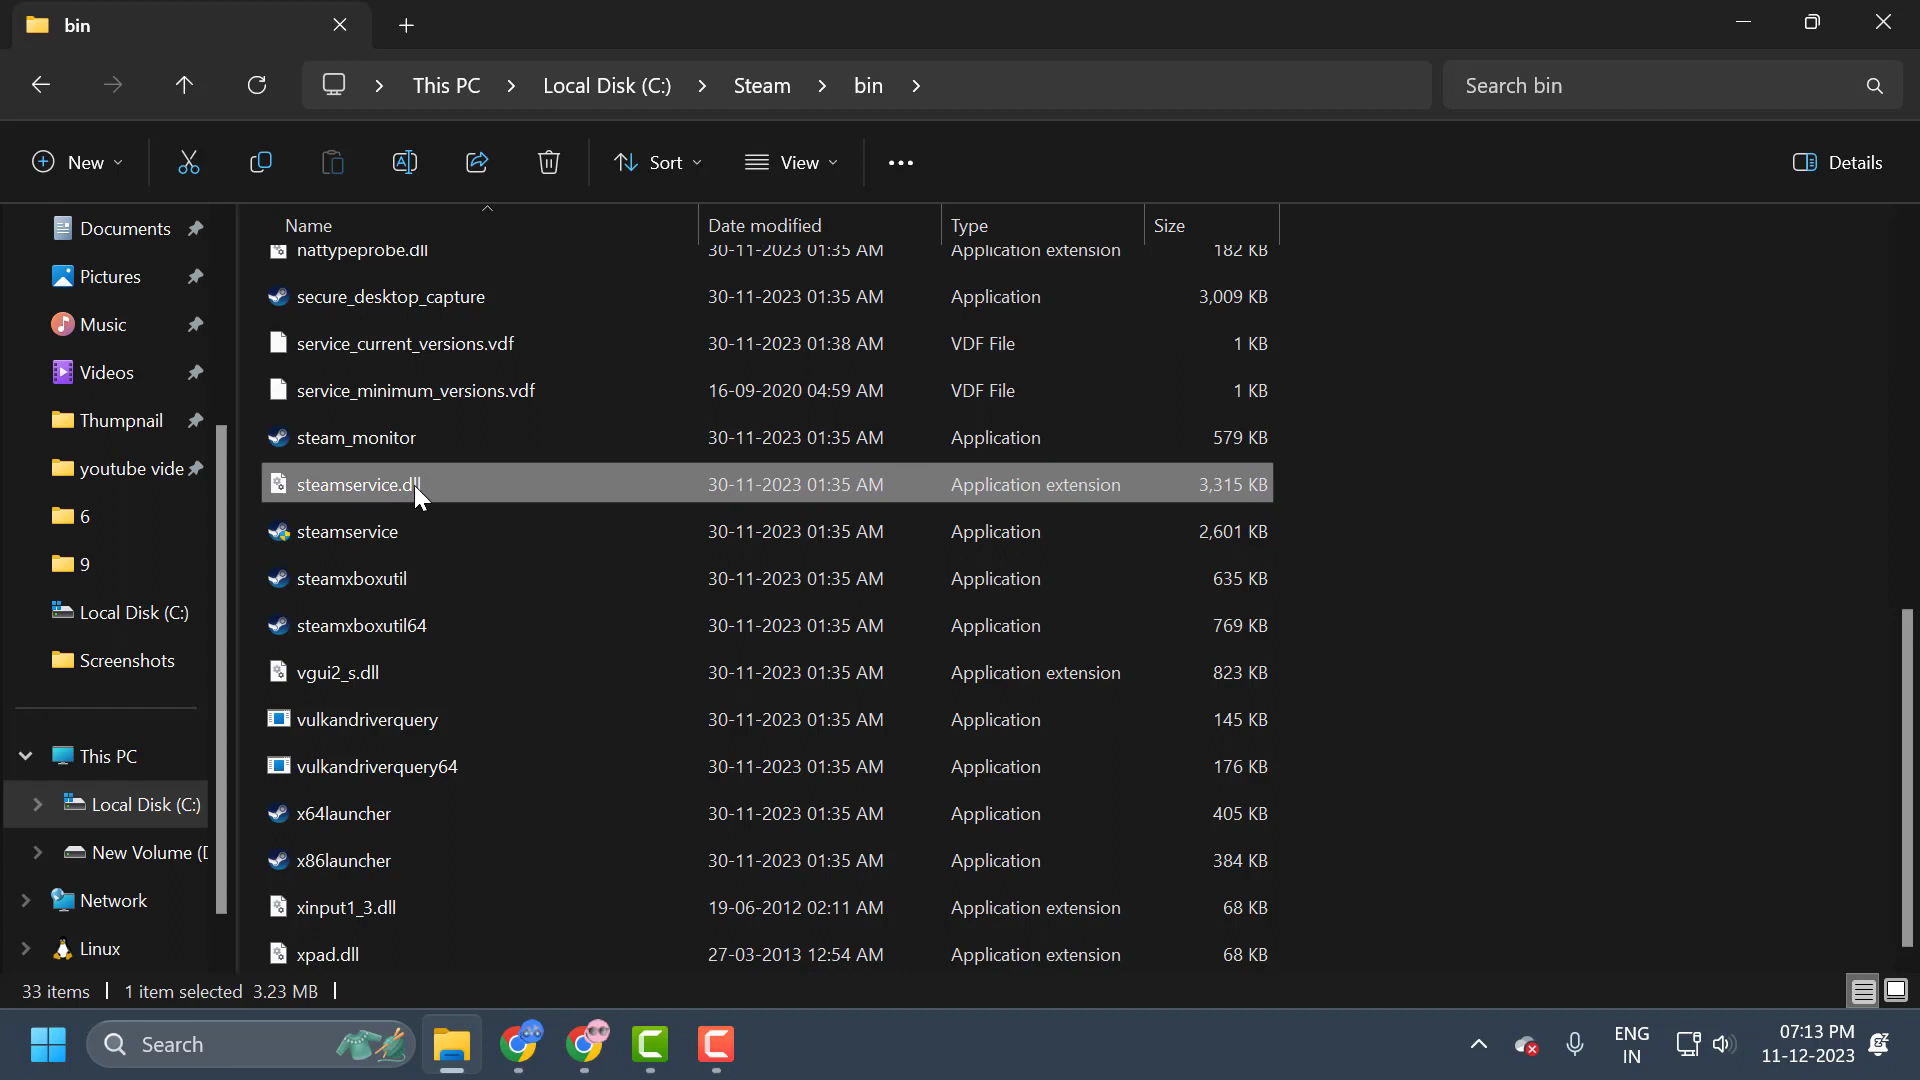 bin
This PC > Local Disk (C:) > Steam > bin >
Search bin
New
Sort
View
Details
Documents
Pictures
Music
Videos
Thumpnail
youtube vide
6
9
Local Disk (C:)
Screenshots
This PC
Local Disk (C:)
New Volume (D
Network
Linux
Name Date modified Type Size
nattypeprobe.dll 30-11-2023 01:35 AM Application extension 182 KB
secure_desktop_capture 30-11-2023 01:35 AM Application 3,009 KB
service_current_versions.vdf 30-11-2023 01:38 AM VDF File 1 KB
service_minimum_versions.vdf 16-09-2020 04:59 AM VDF File 1 KB
steam_monitor 30-11-2023 01:35 AM Application 579 KB
steamservice.dll 30-11-2023 01:35 AM Application extension 3,315 KB
steamservice 30-11-2023 01:35 AM Application 2,601 KB
steamxboxutil 30-11-2023 01:35 AM Application 635 KB
steamxboxutil64 30-11-2023 01:35 AM Application 769 KB
vgui2_s.dll 30-11-2023 01:35 AM Application extension 823 KB
vulkandriverquery 30-11-2023 01:35 AM Application 145 KB
vulkandriverquery64 30-11-2023 01:35 AM Application 176 KB
x64launcher 30-11-2023 01:35 AM Application 405 KB
x86launcher 30-11-2023 01:35 AM Application 384 KB
xinput1_3.dll 19-06-2012 02:11 AM Application extension 68 KB
xpad.dll 27-03-2013 12:54 AM Application extension 68 KB
33 items | 1 item selected 3.23 MB |
Search
ENG
IN
07:13 PM
11-12-2023